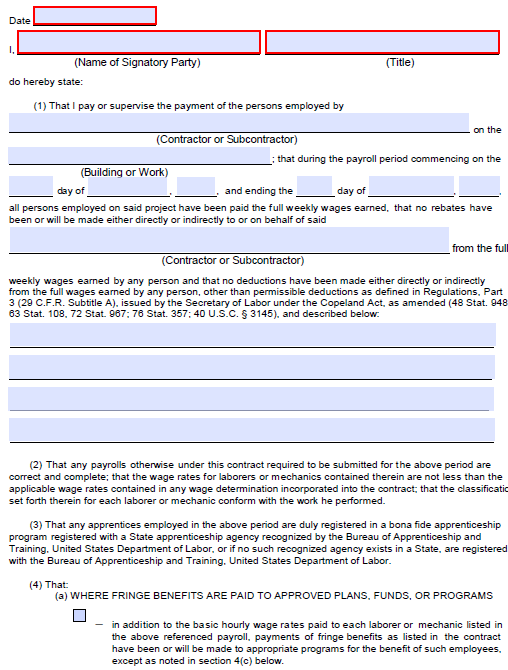 Date
I,
(Name of Signatory Party) (Title)
do hereby state:
(1) That I pay or supervise the payment of the persons employed by
on the
(Contractor or Subcontractor)
; that during the payroll period commencing on the
(Building or Work)
day of , , and ending the day of , ,
all persons employed on said project have been paid the full weekly wages earned, that no rebates have
been or will be made either directly or indirectly to or on behalf of said
from the full
(Contractor or Subcontractor)
weekly wages earned by any person and that no deductions have been made either directly or indirectly
from the full wages earned by any person, other than permissible deductions as defined in Regulations, Part
3 (29 C.F.R. Subtitle A), issued by the Secretary of Labor under the Copeland Act, as amended (48 Stat. 948
63 Stat. 108, 72 Stat. 967; 76 Stat. 357; 40 U.S.C. § 3145), and described below:
(2) That any payrolls otherwise under this contract required to be submitted for the above period are
correct and complete; that the wage rates for laborers or mechanics contained therein are not less than the
applicable wage rates contained in any wage determination incorporated into the contract; that the classificatio
set forth therein for each laborer or mechanic conform with the work he performed.
(3) That any apprentices employed in the above period are duly registered in a bona fide apprenticeship
program registered with a State apprenticeship agency recognized by the Bureau of Apprenticeship and
Training, United States Department of Labor, or if no such recognized agency exists in a State, are registered
with the Bureau of Apprenticeship and Training, United States Department of Labor.
(4) That:
(a) WHERE FRINGE BENEFITS ARE PAID TO APPROVED PLANS, FUNDS, OR PROGRAMS
– in addition to the basic hourly wage rates paid to each laborer or mechanic listed in
the above referenced payroll, payments of fringe benefits as listed in the contract
have been or will be made to appropriate programs for the benefit of such employees,
except as noted in section 4(c) below.